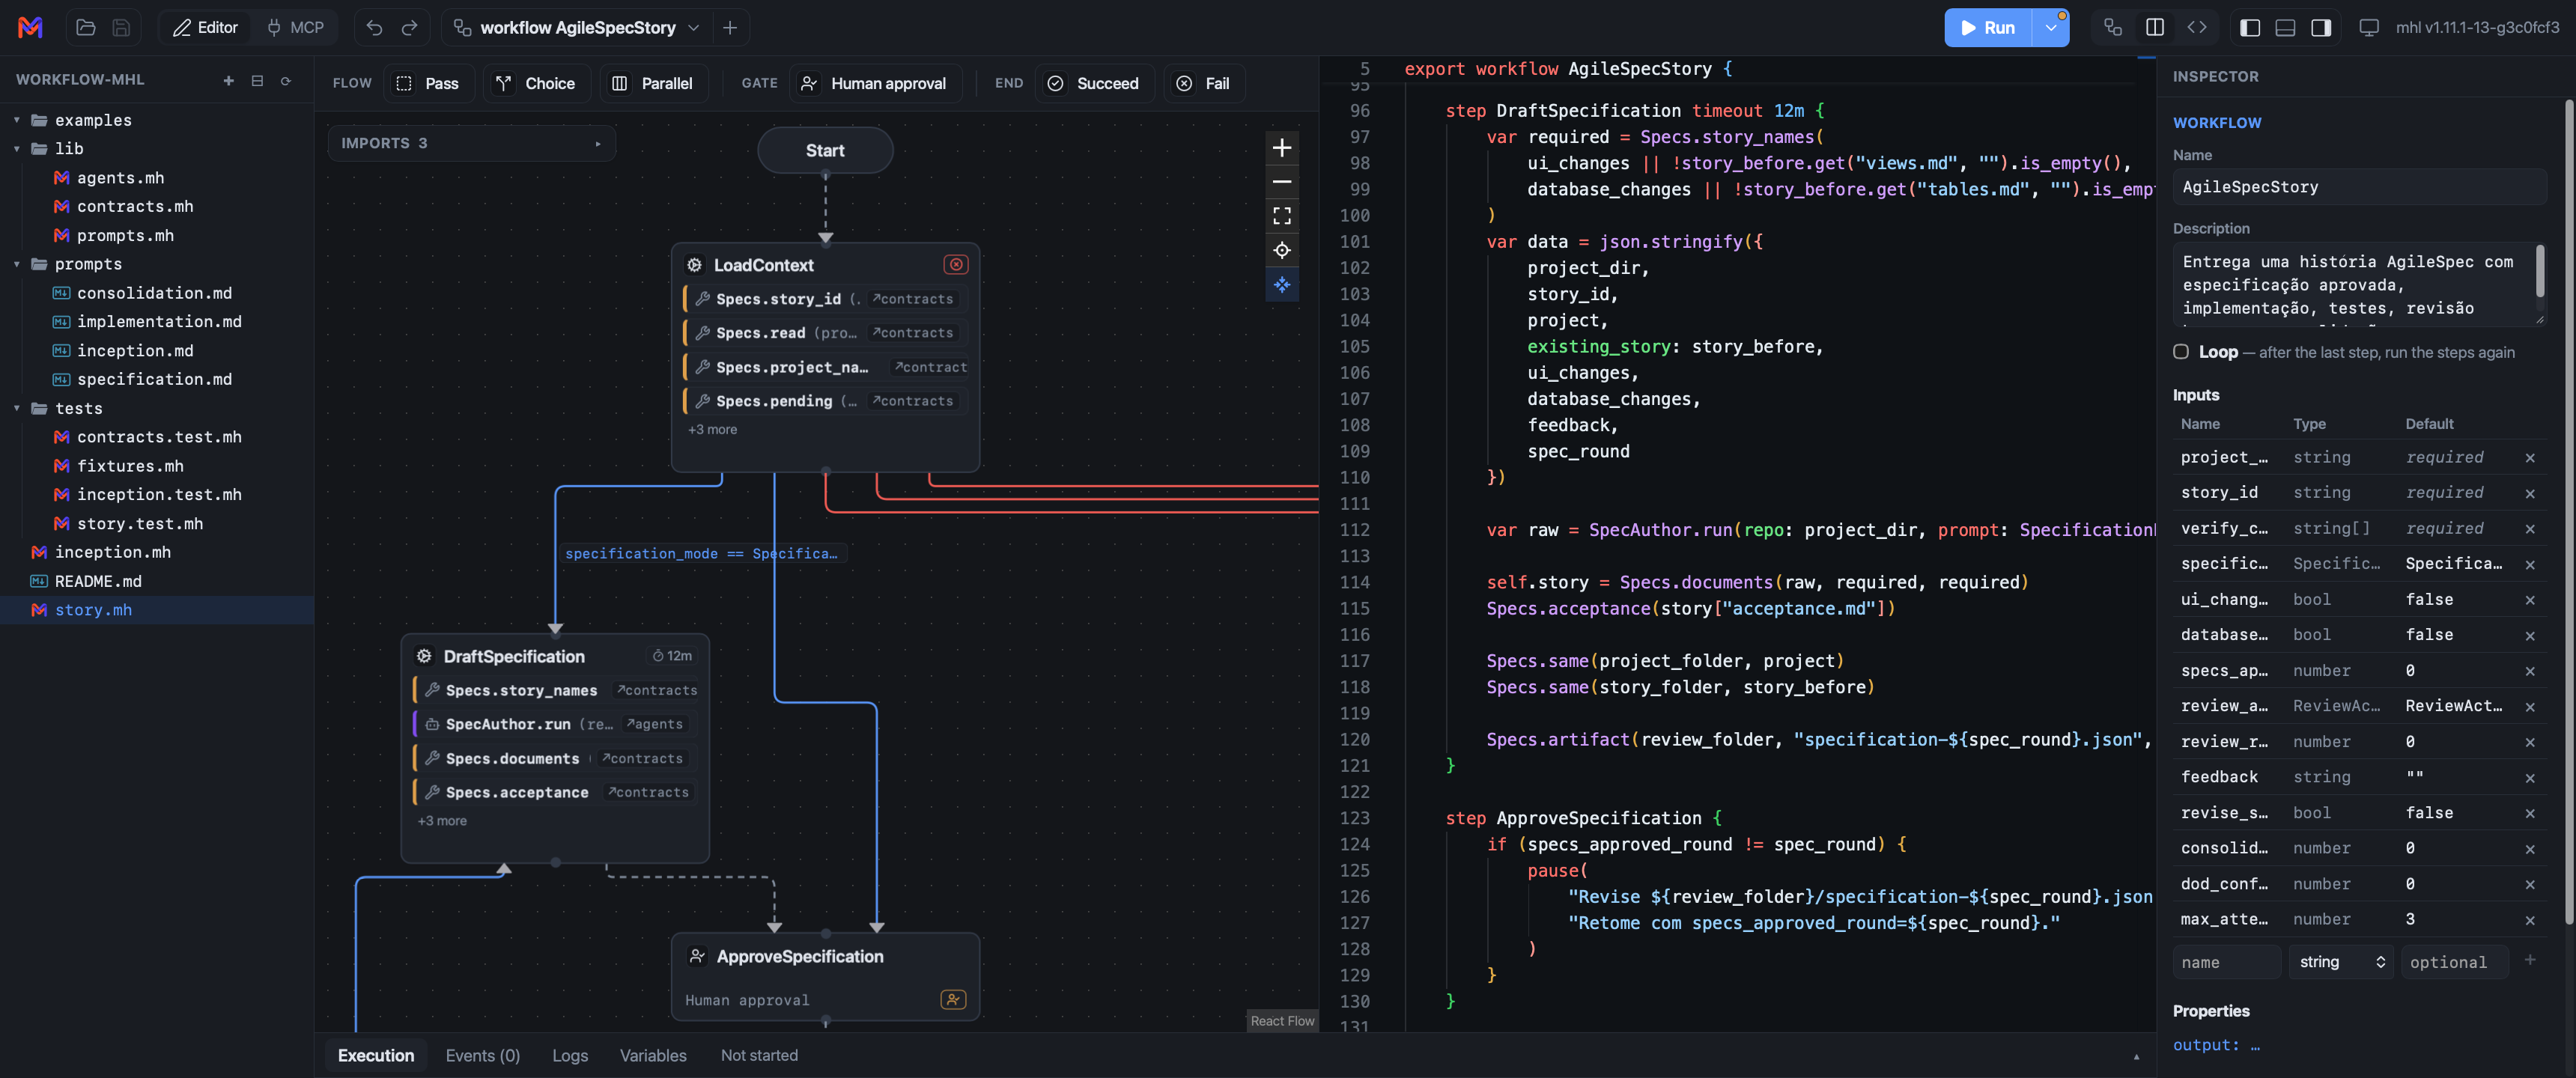 Editor
MCP
workflow AgileSpecStory
Run
mhl v1.11.1-13-g3c0fcf3
WORKFLOW-MHL
examples
lib
agents.mh
contracts.mh
prompts.mh
prompts
consolidation.md
implementation.md
inception.md
specification.md
tests
contracts.test.mh
fixtures.mh
inception.test.mh
story.test.mh
inception.mh
README.md
story.mh
FLOW
Pass
Choice
Parallel
GATE
Human approval
END
Succeed
Fail
IMPORTS 3
Start
LoadContext
Specs.story_id (. ↗contracts
Specs.read (pro… ↗contracts
Specs.project_na… ↗contract
Specs.pending (… ↗contracts
+3 more
specification_mode == Specifica…
DraftSpecification 12m
Specs.story_names ↗contracts
SpecAuthor.run (re… ↗agents
Specs.documents ↗contracts
Specs.acceptance ↗contracts
+3 more
ApproveSpecification
Human approval
React Flow
5 export workflow AgileSpecStory {
95
96 step DraftSpecification timeout 12m {
97 var required = Specs.story_names(
98 ui_changes || !story_before.get("views.md", "").is_empty(),
99 database_changes || !story_before.get("tables.md", "").is_emp
100 )
101 var data = json.stringify({
102 project_dir,
103 story_id,
104 project,
105 existing_story: story_before,
106 ui_changes,
107 database_changes,
108 feedback,
109 spec_round
110 })
111
112 var raw = SpecAuthor.run(repo: project_dir, prompt: Specification
113
114 self.story = Specs.documents(raw, required, required)
115 Specs.acceptance(story["acceptance.md"])
116
117 Specs.same(project_folder, project)
118 Specs.same(story_folder, story_before)
119
120 Specs.artifact(review_folder, "specification-${spec_round}.json",
121 }
122
123 step ApproveSpecification {
124 if (specs_approved_round != spec_round) {
125 pause(
126 "Revise ${review_folder}/specification-${spec_round}.json
127 "Retome com specs_approved_round=${spec_round}."
128 )
129 }
130 }
131
INSPECTOR
WORKFLOW
Name
AgileSpecStory
Description
Entrega uma história AgileSpec com
especificação aprovada,
implementação, testes, revisão
Loop — after the last step, run the steps again
Inputs
Name Type Default
project_… string required ×
story_id string required ×
verify_c… string[] required ×
specific… Specific… Specifica… ×
ui_chang… bool false ×
database… bool false ×
specs_ap… number 0 ×
review_a… ReviewAc… ReviewAct… ×
review_r… number 0 ×
feedback string "" ×
revise_s… bool false ×
consolid… number 0 ×
dod_conf… number 0 ×
max_atte… number 3 ×
name string optional +
Properties
output: …
Execution
Events (0)
Logs
Variables
Not started